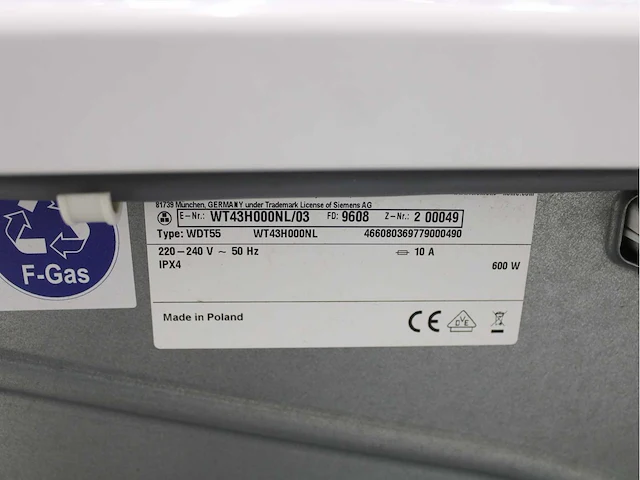 81739 München, GERMANY under Trademark License of Siemens AG
E-Nr.: WT43H000NL/03 FD: 9608 Z-Nr.: 2 00049
Type: WDT55 WT43H000NL 466080369779000490
220-240 V ~ 50 Hz 10 A
IPX4 600 W
Made in Poland CE
DVE
F-Gas